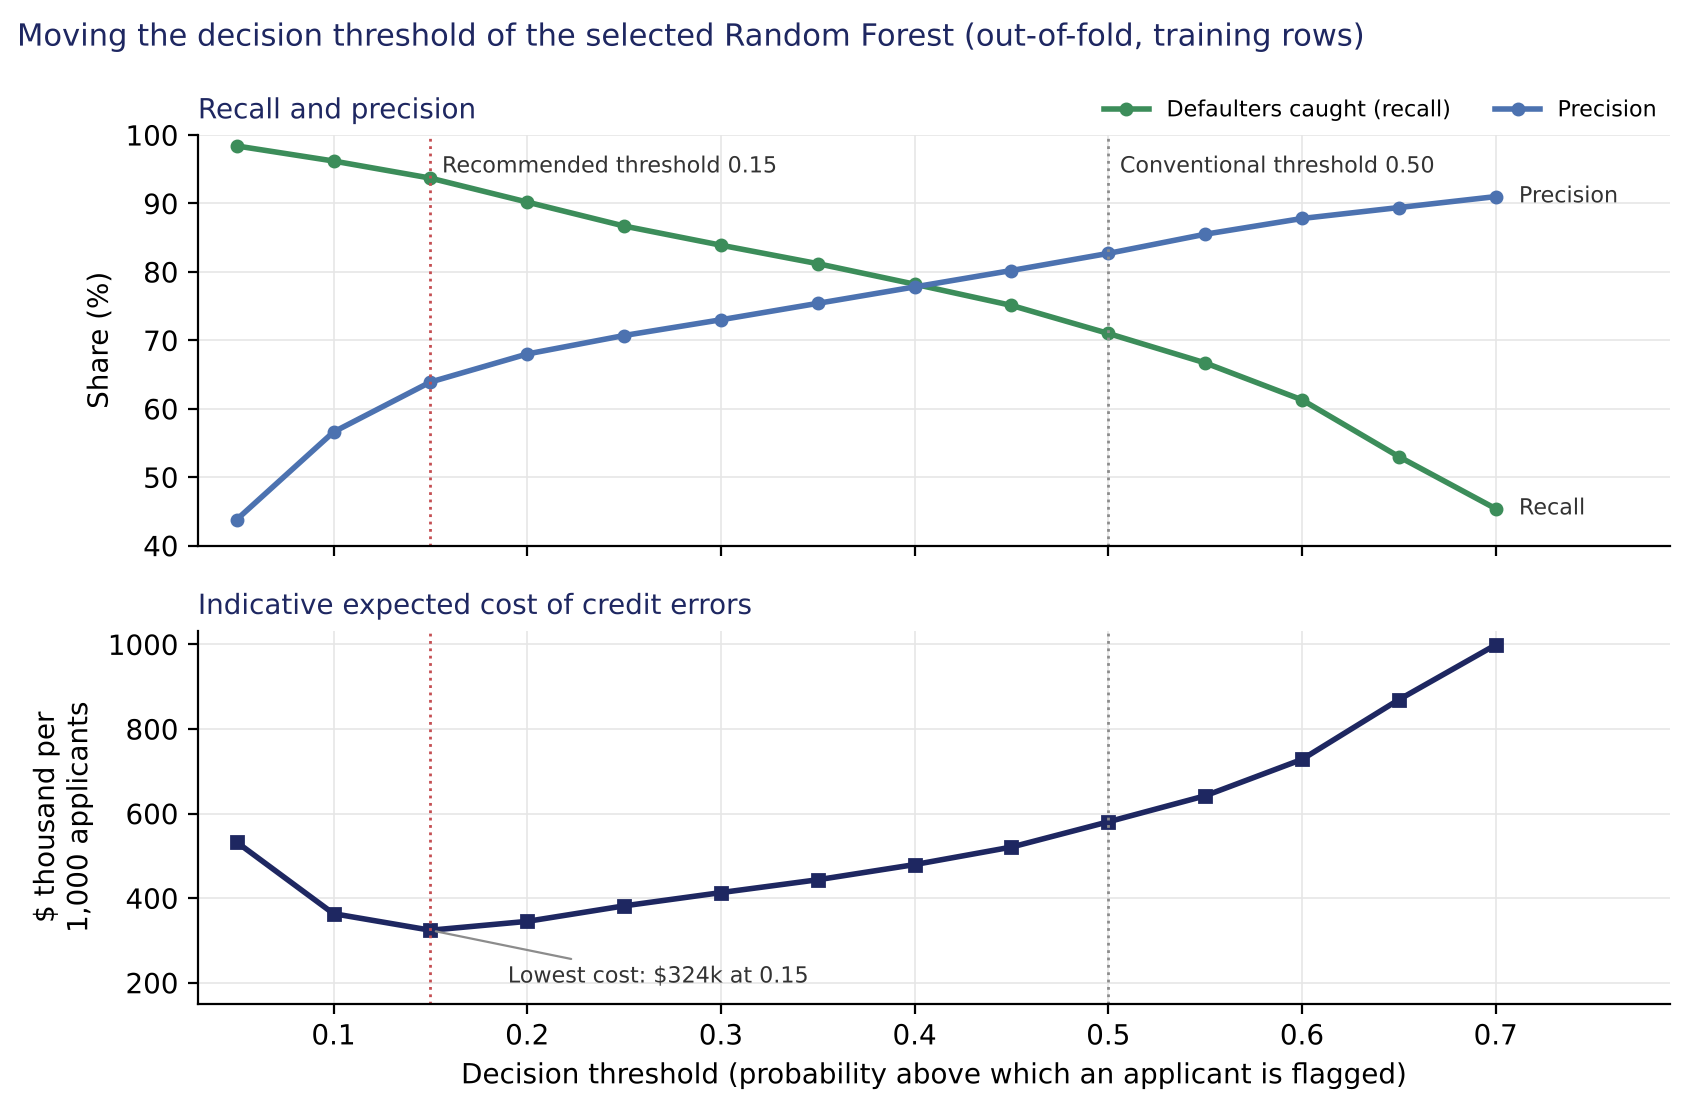 Moving the decision threshold of the selected Random Forest (out-of-fold, training rows)
Recall and precision
Defaulters caught (recall)
Precision
100
90
80
70
60
50
40
Share (%)
Recommended threshold 0.15
Conventional threshold 0.50
Precision
Recall
Indicative expected cost of credit errors
1000
800
600
400
200
$ thousand per
1,000 applicants
Lowest cost: $324k at 0.15
0.1
0.2
0.3
0.4
0.5
0.6
0.7
Decision threshold (probability above which an applicant is flagged)